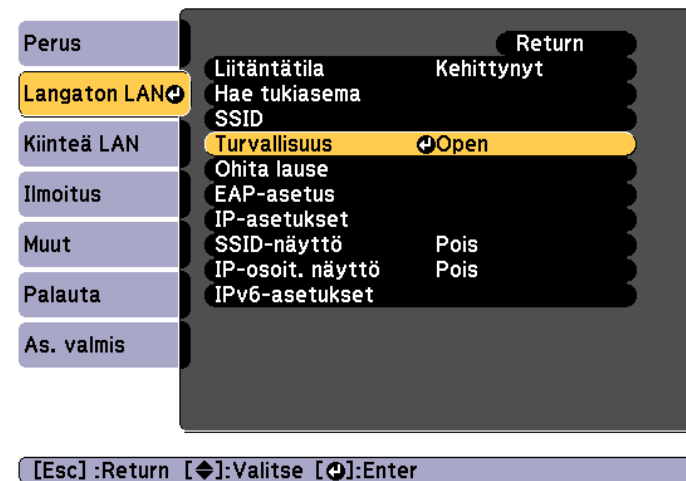 Perus
Langaton LAN
Kiinteä LAN
Ilmoitus
Muut
Palauta
As. valmis
Return
Liitäntätila Kehittynyt
Hae tukiasema
SSID
Turvallisuus Open
Ohita lause
EAP-asetus
IP-asetukset
SSID-näyttö Pois
IP-osoit. näyttö Pois
IPv6-asetukset
[Esc] :Return [◆]:Valitse [⏎]:Enter